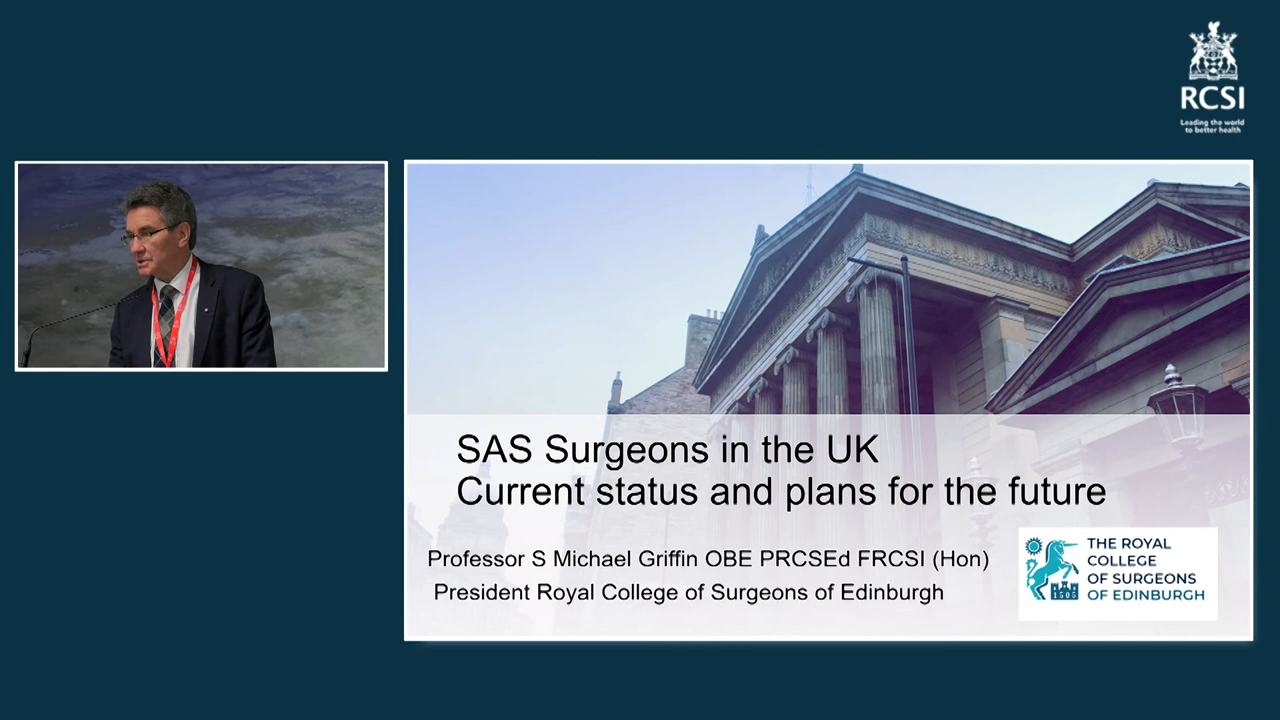 RCSI
Leading the world
to better health
SAS Surgeons in the UK
Current status and plans for the future
Professor S Michael Griffin OBE PRCSEd FRCSI (Hon)
President Royal College of Surgeons of Edinburgh
THE ROYAL
COLLEGE
OF SURGEONS
OF EDINBURGH
1505